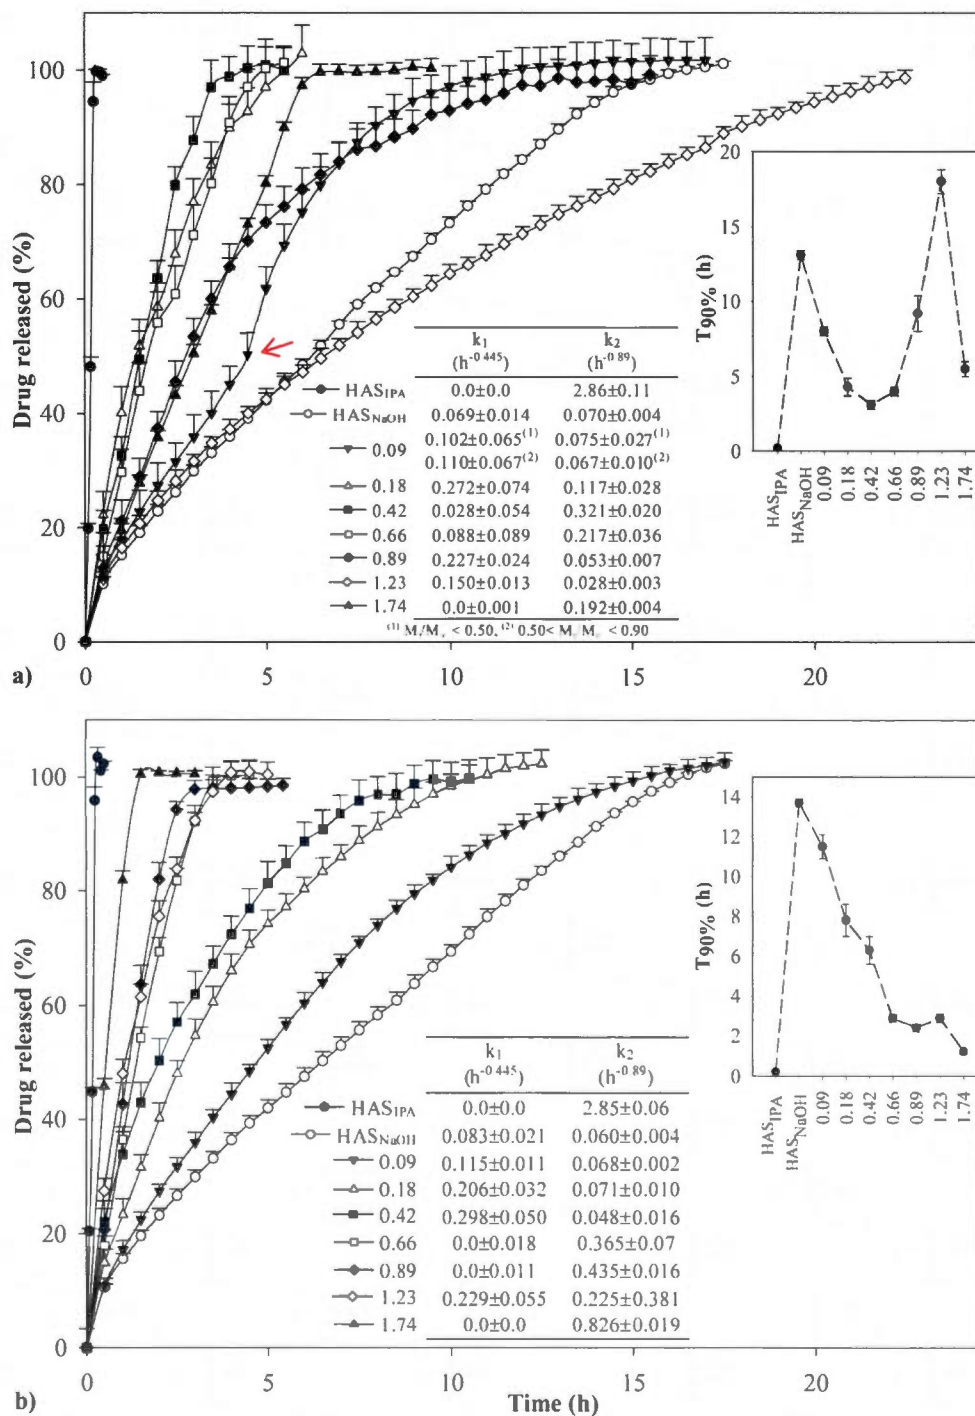 a)
Drug released (%)
100
80
60
40
20
0
0 5 10 15 20
k1 k2
(h-0.445) (h-0.89)
HASIPA 0.0±0.0 2.86±0.11
HASNaOH 0.069±0.014 0.070±0.004
0.09 0.102±0.065(1) 0.075±0.027(1)
0.110±0.067(2) 0.067±0.010(2)
0.18 0.272±0.074 0.117±0.028
0.42 0.028±0.054 0.321±0.020
0.66 0.088±0.089 0.217±0.036
0.89 0.227±0.024 0.053±0.007
1.23 0.150±0.013 0.028±0.003
1.74 0.0±0.001 0.192±0.004
(1) Mt/M∞ < 0.50, (2) 0.50< Mt/M∞ < 0.90
T90% (h)
20
15
10
5
0
HASIPA
HASNaOH
0.09
0.18
0.42
0.66
0.89
1.23
1.74
b)
Drug released (%)
100
80
60
40
20
0
0 5 10 15 20
Time (h)
k1 k2
(h-0.445) (h-0.89)
HASIPA 0.0±0.0 2.85±0.06
HASNaOH 0.083±0.021 0.060±0.004
0.09 0.115±0.011 0.068±0.002
0.18 0.206±0.032 0.071±0.010
0.42 0.298±0.050 0.048±0.016
0.66 0.0±0.018 0.365±0.07
0.89 0.0±0.011 0.435±0.016
1.23 0.229±0.055 0.225±0.381
1.74 0.0±0.0 0.826±0.019
T90% (h)
14
12
10
8
6
4
2
0
HASIPA
HASNaOH
0.09
0.18
0.42
0.66
0.89
1.23
1.74